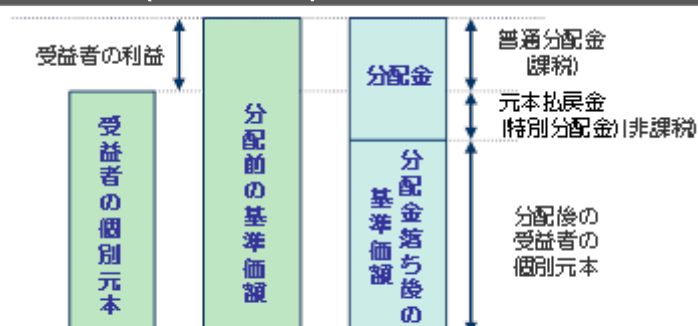 受益者の利益
受益者の個別元本
分配前の基準価額
分配金
分配金落ち後の
基準価額
普通分配金
(課税)
元本払戻金
(特別分配金)(非課税)
分配後の
受益者の
個別元本